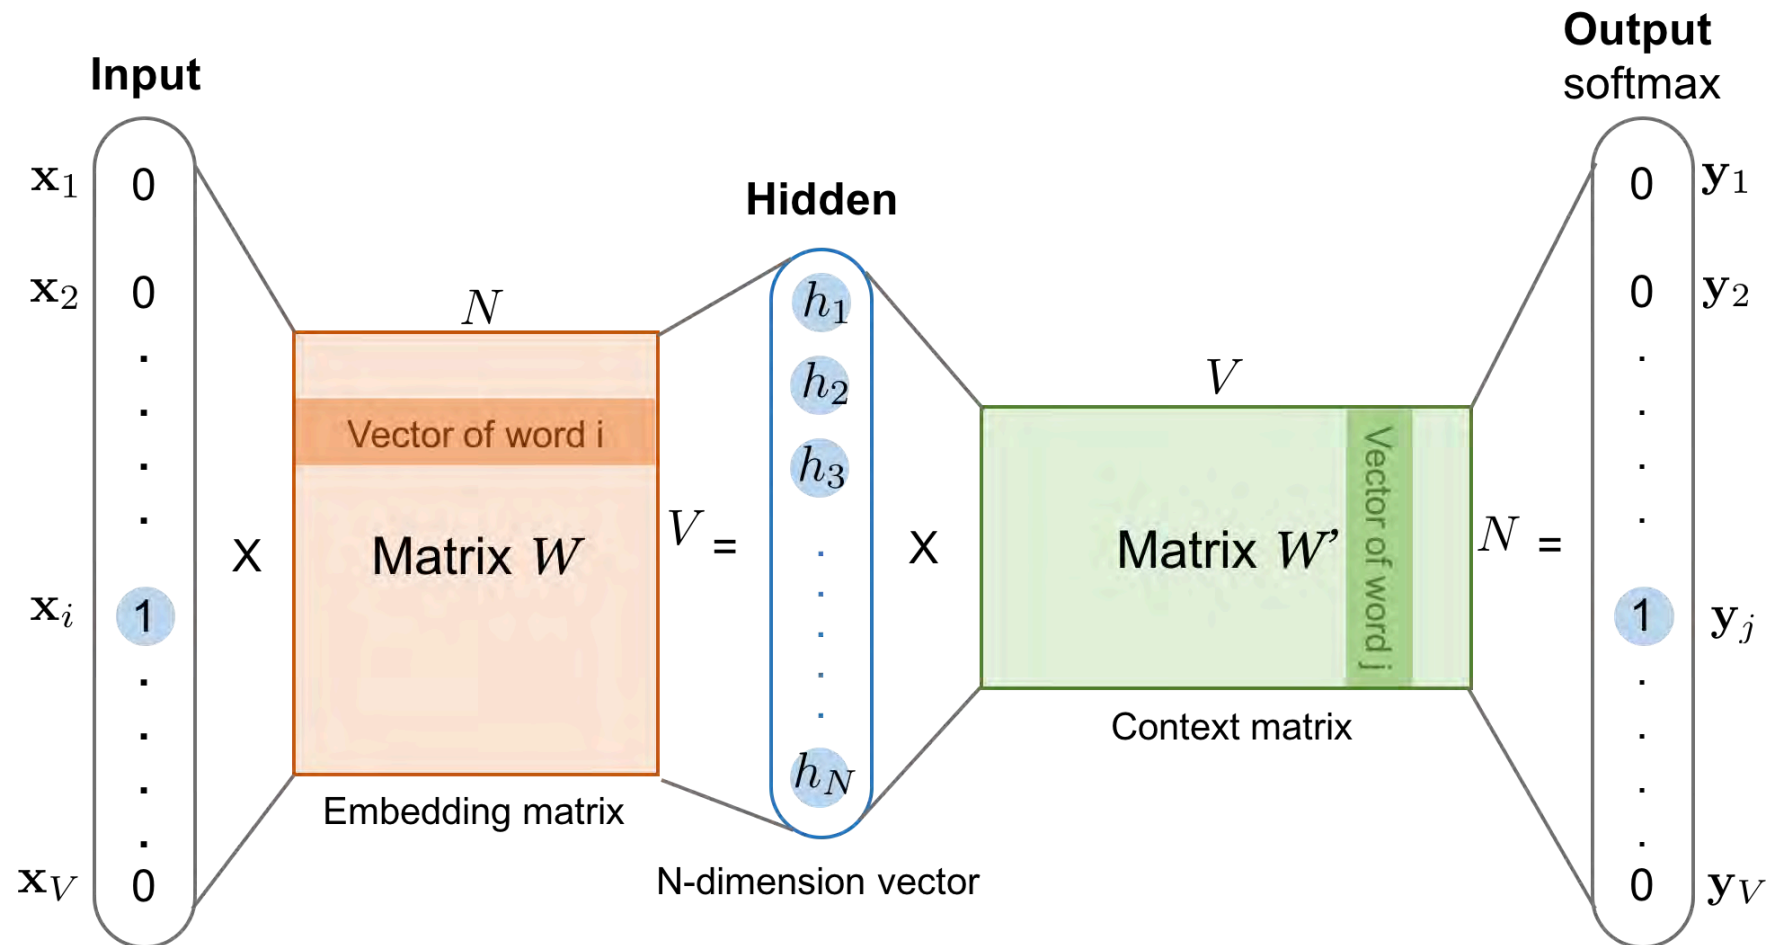 Input
x1 0
x2 0
.
.
.
.
xi 1
.
.
.
.
xV 0
X
N
Vector of word i
Matrix W
V =
Embedding matrix
Hidden
h1
h2
h3
.
.
.
.
.
hN
N-dimension vector
X
V
Matrix W’
Vector of word j
N =
Context matrix
Output
softmax
0 y1
0 y2
.
.
.
.
1 yj
.
.
.
.
0 yV